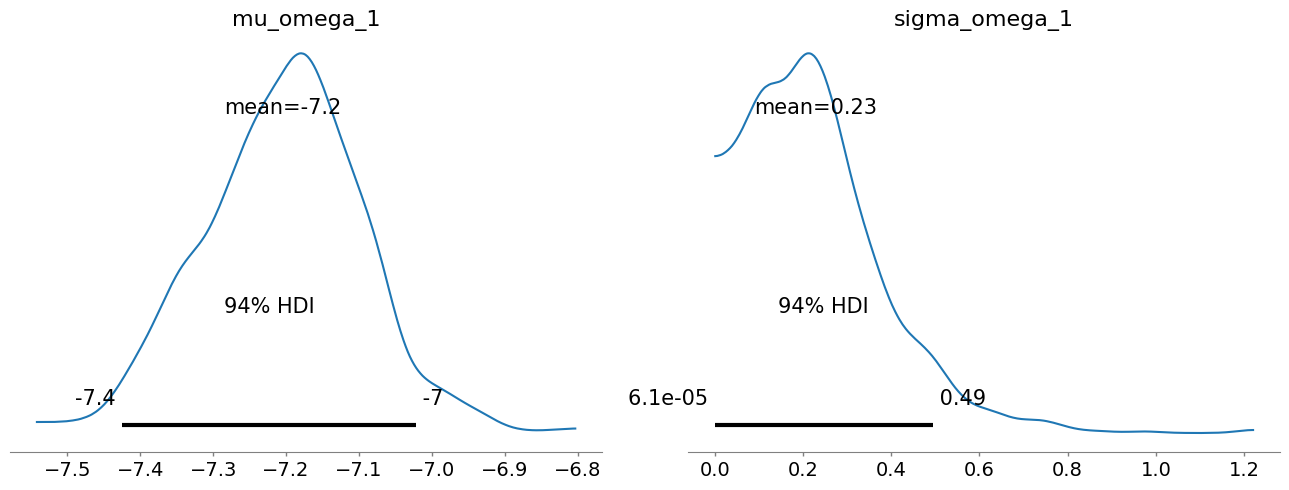 mu_omega_1
mean=-7.2
94% HDI
-7.4
-7
−7.5 −7.4 −7.3 −7.2 −7.1 −7.0 −6.9 −6.8
sigma_omega_1
mean=0.23
94% HDI
6.1e-05
0.49
0.0 0.2 0.4 0.6 0.8 1.0 1.2